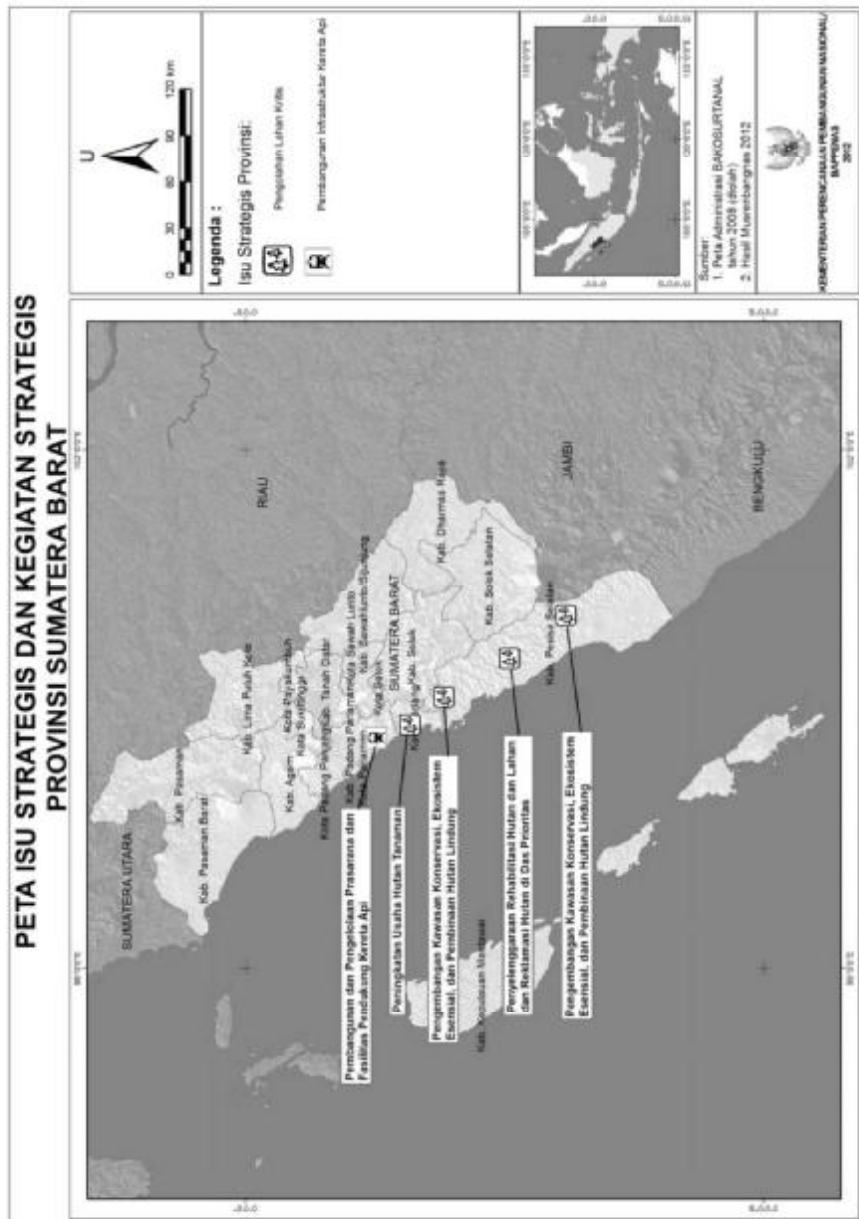 PETA ISU STRATEGIS DAN KEGIATAN STRATEGIS
PROVINSI SUMATERA BARAT
SUMATERA UTARA
RIAU
JAMBI
BENGKULU
SUMATERA BARAT
Kab. Pasaman
Kab. Pasaman Barat
Kab. Lima Puluh Kota
Kab. Agam
Kota Payakumbuh
Kota Bukittinggi
Kota Padang Panjang
Kab. Tanah Datar
Kab. Padang Pariaman
Kota Sawah Lunto
Kota Pariaman
Kab. Sawahlunto/Sijunjung
Kota Solok
Kab. Solok
Kab. Dharmas Raya
Kab. Solok Selatan
Kab. Pesisir Selatan
Kab. Kepulauan Mentawai
Pembangunan dan Pengelolaan Prasarana dan
Fasilitas Pendukung Kereta Api
Peningkatan Usaha Hutan Tanaman
Pengembangan Kawasan Konservasi, Ekosistem
Esensial, dan Pembinaan Hutan Lindung
Penyelenggaraan Rehabilitasi Hutan dan Lahan
dan Reklamasi Hutan di Das Prioritas
Pengembangan Kawasan Konservasi, Ekosistem
Esensial, dan Pembinaan Hutan Lindung
U
0 30 60 90 120 km
Legenda :
Isu Strategis Provinsi:
Pengolahan Lahan Kritis
Pembangunan Infrastruktur Kereta Api
Sumber:
1. Peta Administrasi BAKOSURTANAL
tahun 2008 (diolah)
2. Hasil Musrenbangnas 2012
KEMENTERIAN PERENCANAAN PEMBANGUNAN NASIONAL/
BAPPENAS
2012